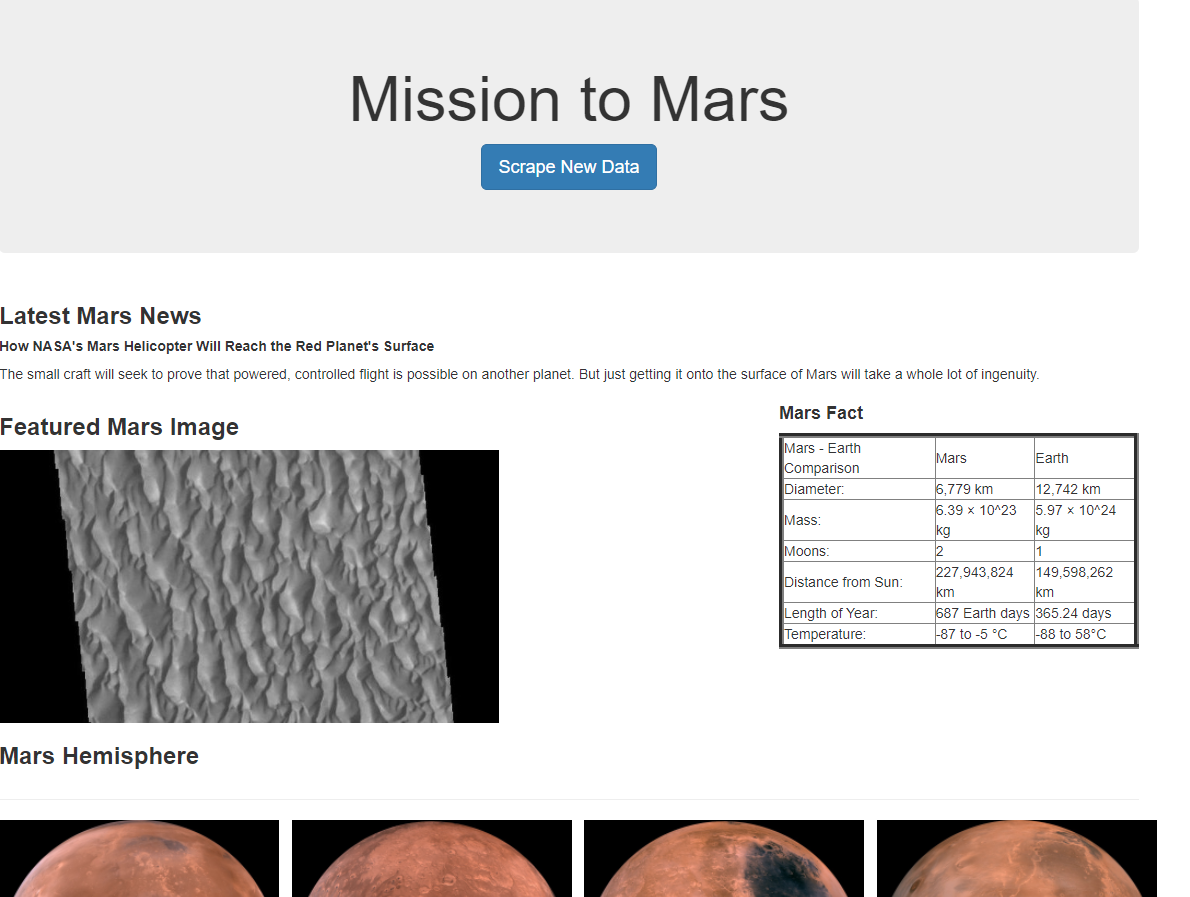 Mission to Mars
Scrape New Data
Latest Mars News
How NASA's Mars Helicopter Will Reach the Red Planet's Surface
The small craft will seek to prove that powered, controlled flight is possible on another planet. But just getting it onto the surface of Mars will take a whole lot of ingenuity.
Featured Mars Image
Mars Fact
Mars - Earth
Comparison
Mars
Earth
Diameter:
6,779 km
12,742 km
Mass:
6.39 × 10^23
kg
5.97 × 10^24
kg
Moons:
2
1
Distance from Sun:
227,943,824
km
149,598,262
km
Length of Year:
687 Earth days
365.24 days
Temperature:
-87 to -5 °C
-88 to 58°C
Mars Hemisphere